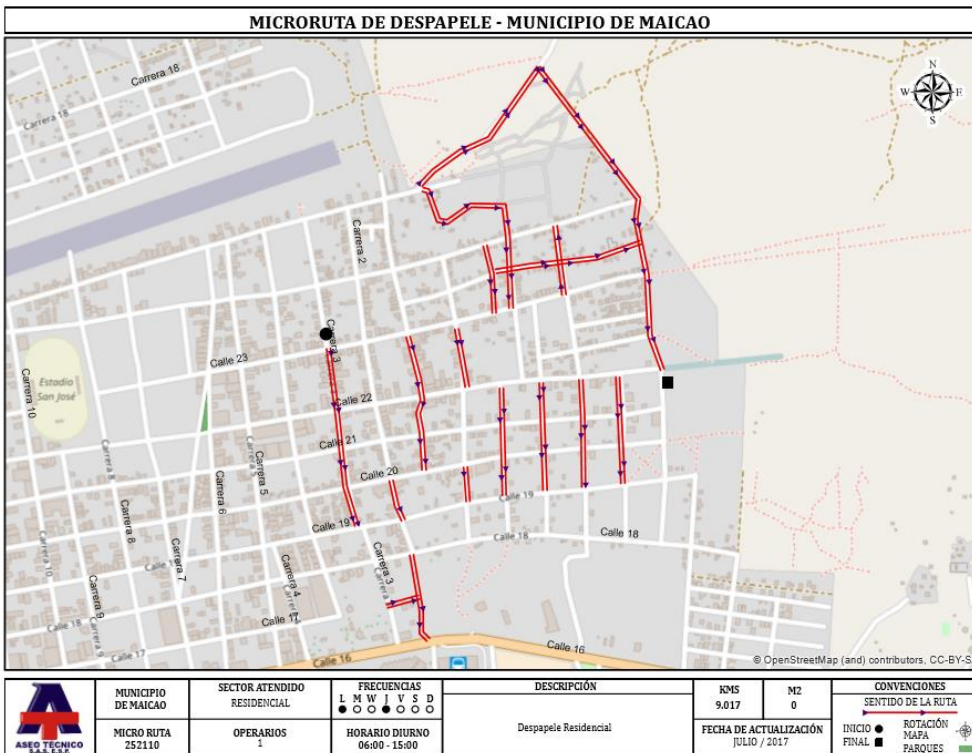 MICRORUTA DE DESPAPELE - MUNICIPIO DE MAICAO
Carrera 18
Carrera 18
N
W E
S
Carrera 2
Carrera 3
Calle 23
Estadio
San José
Carrera 10
Calle 22
Calle 21
Calle 20
Carrera 8
Carrera 8
Carrera 5
Carrera 6
Calle 19
Calle 19
Calle 18
Calle 18
Carrera 10
Carrera 9
Carrera 9
Carrera 7
Carrera 4
Carrera 3
Calle 18
Calle 17
Calle 17
Calle 16
Calle 16
© OpenStreetMap (and) contributors, CC-BY-S
ASEO TÉCNICO
S.A.S. E.S.P.
MUNICIPIO
DE MAICAO
MICRO RUTA
252110
SECTOR ATENDIDO
RESIDENCIAL
OPERARIOS
1
FRECUENCIAS
L M W J V S D
HORARIO DIURNO
06:00 - 15:00
DESCRIPCIÓN
Despapele Residencial
KMS
9.017
M2
0
FECHA DE ACTUALIZACIÓN
JULIO / 2017
CONVENCIONES
SENTIDO DE LA RUTA
INICIO
FINAL
ROTACIÓN
MAPA
PARQUES